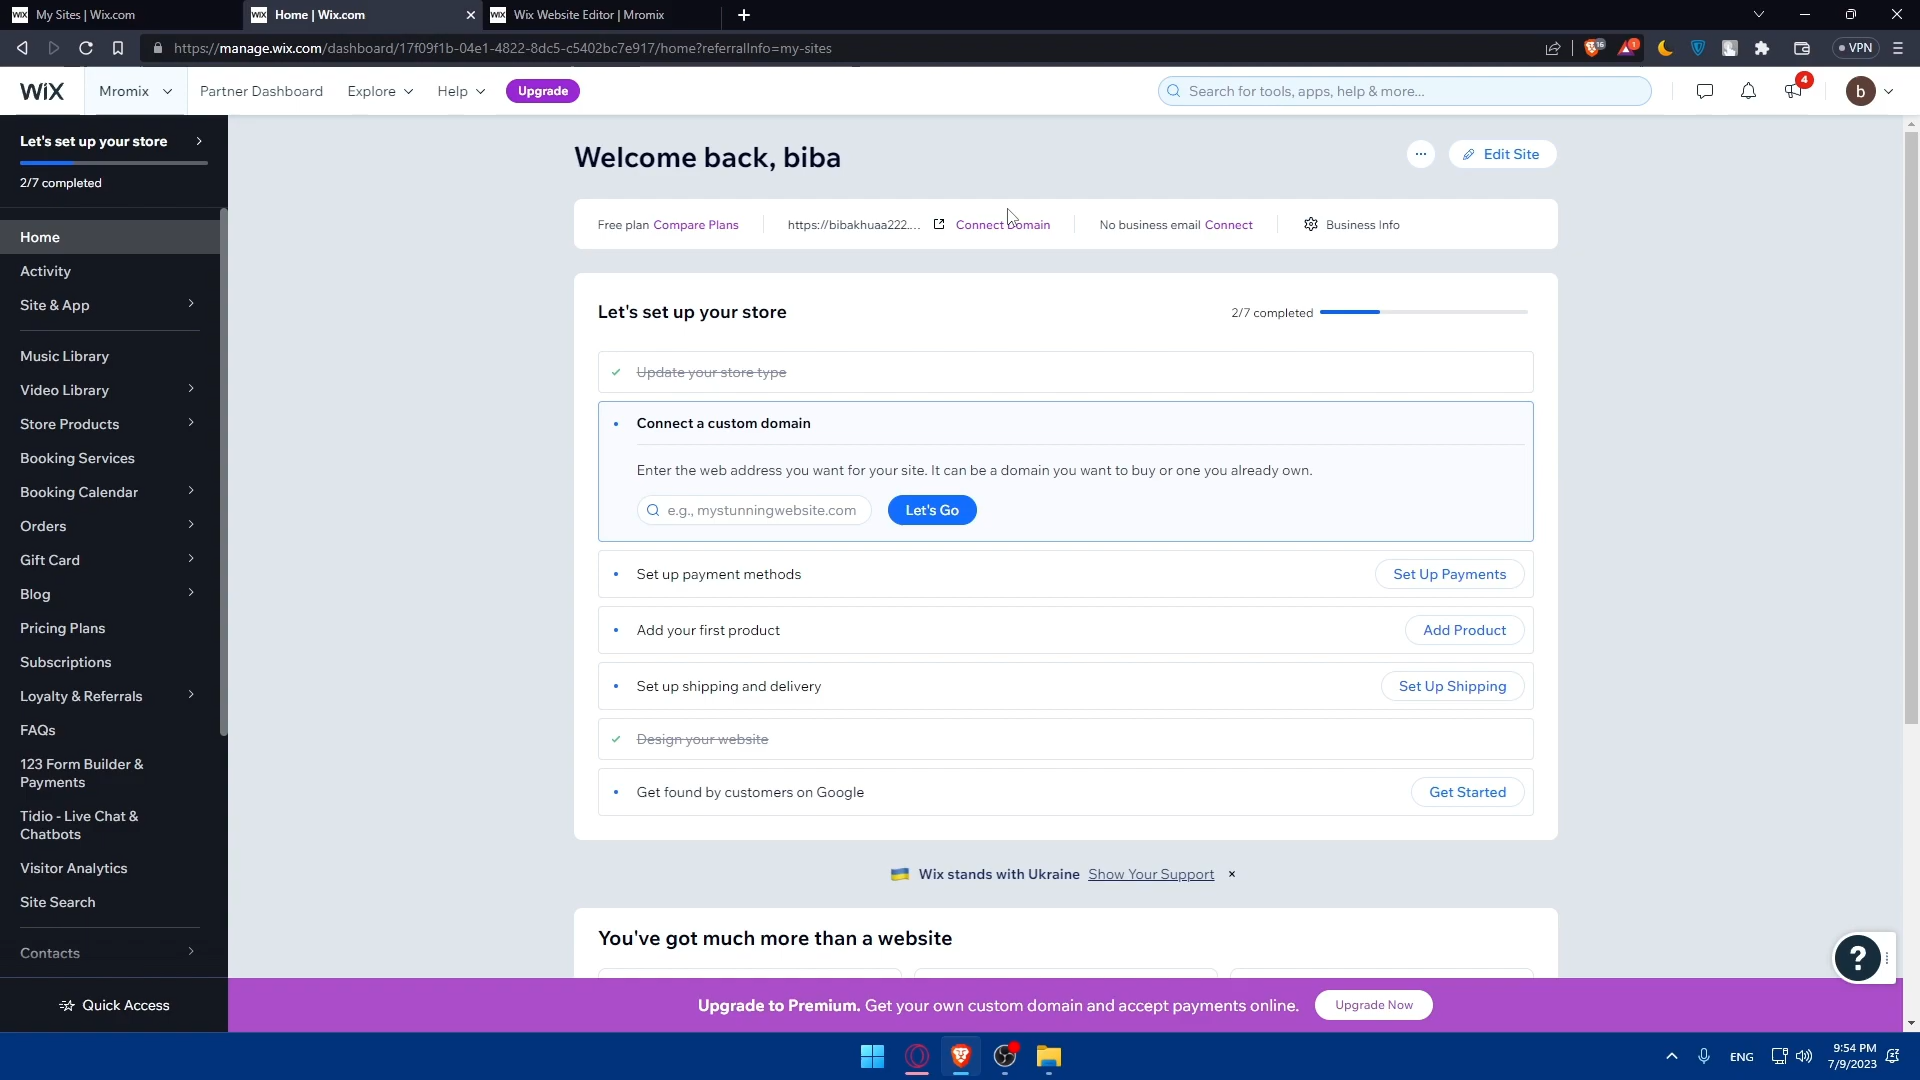 WIX My Sites | Wix.com
WIX Home | Wix.com
WIX Wix Website Editor | Mromix
https://manage.wix.com/dashboard/17f09f1b-04e1-4822-8dc5-c5402bc7e917/home?referralInfo=my-sites
16
1
VPN
WIX
Mromix
Partner Dashboard
Explore
Help
Upgrade
Search for tools, apps, help & more...
4
b
Let's set up your store
2/7 completed
Home
Activity
Site & App
Music Library
Video Library
Store Products
Booking Services
Booking Calendar
Orders
Gift Card
Blog
Pricing Plans
Subscriptions
Loyalty & Referrals
FAQs
123 Form Builder &
Payments
Tidio - Live Chat &
Chatbots
Visitor Analytics
Site Search
Contacts
Quick Access
Welcome back, biba
Edit Site
Free plan Compare Plans
https://bibakhuaa222....
Connect Domain
No business email Connect
Business Info
Let's set up your store
2/7 completed
Update your store type
Connect a custom domain
Enter the web address you want for your site. It can be a domain you want to buy or one you already own.
e.g., mystunningwebsite.com
Let's Go
Set up payment methods
Set Up Payments
Add your first product
Add Product
Set up shipping and delivery
Set Up Shipping
Design your website
Get found by customers on Google
Get Started
Wix stands with Ukraine Show Your Support
You've got much more than a website
?
Upgrade to Premium. Get your own custom domain and accept payments online.
Upgrade Now
ENG
9:54 PM
7/9/2023